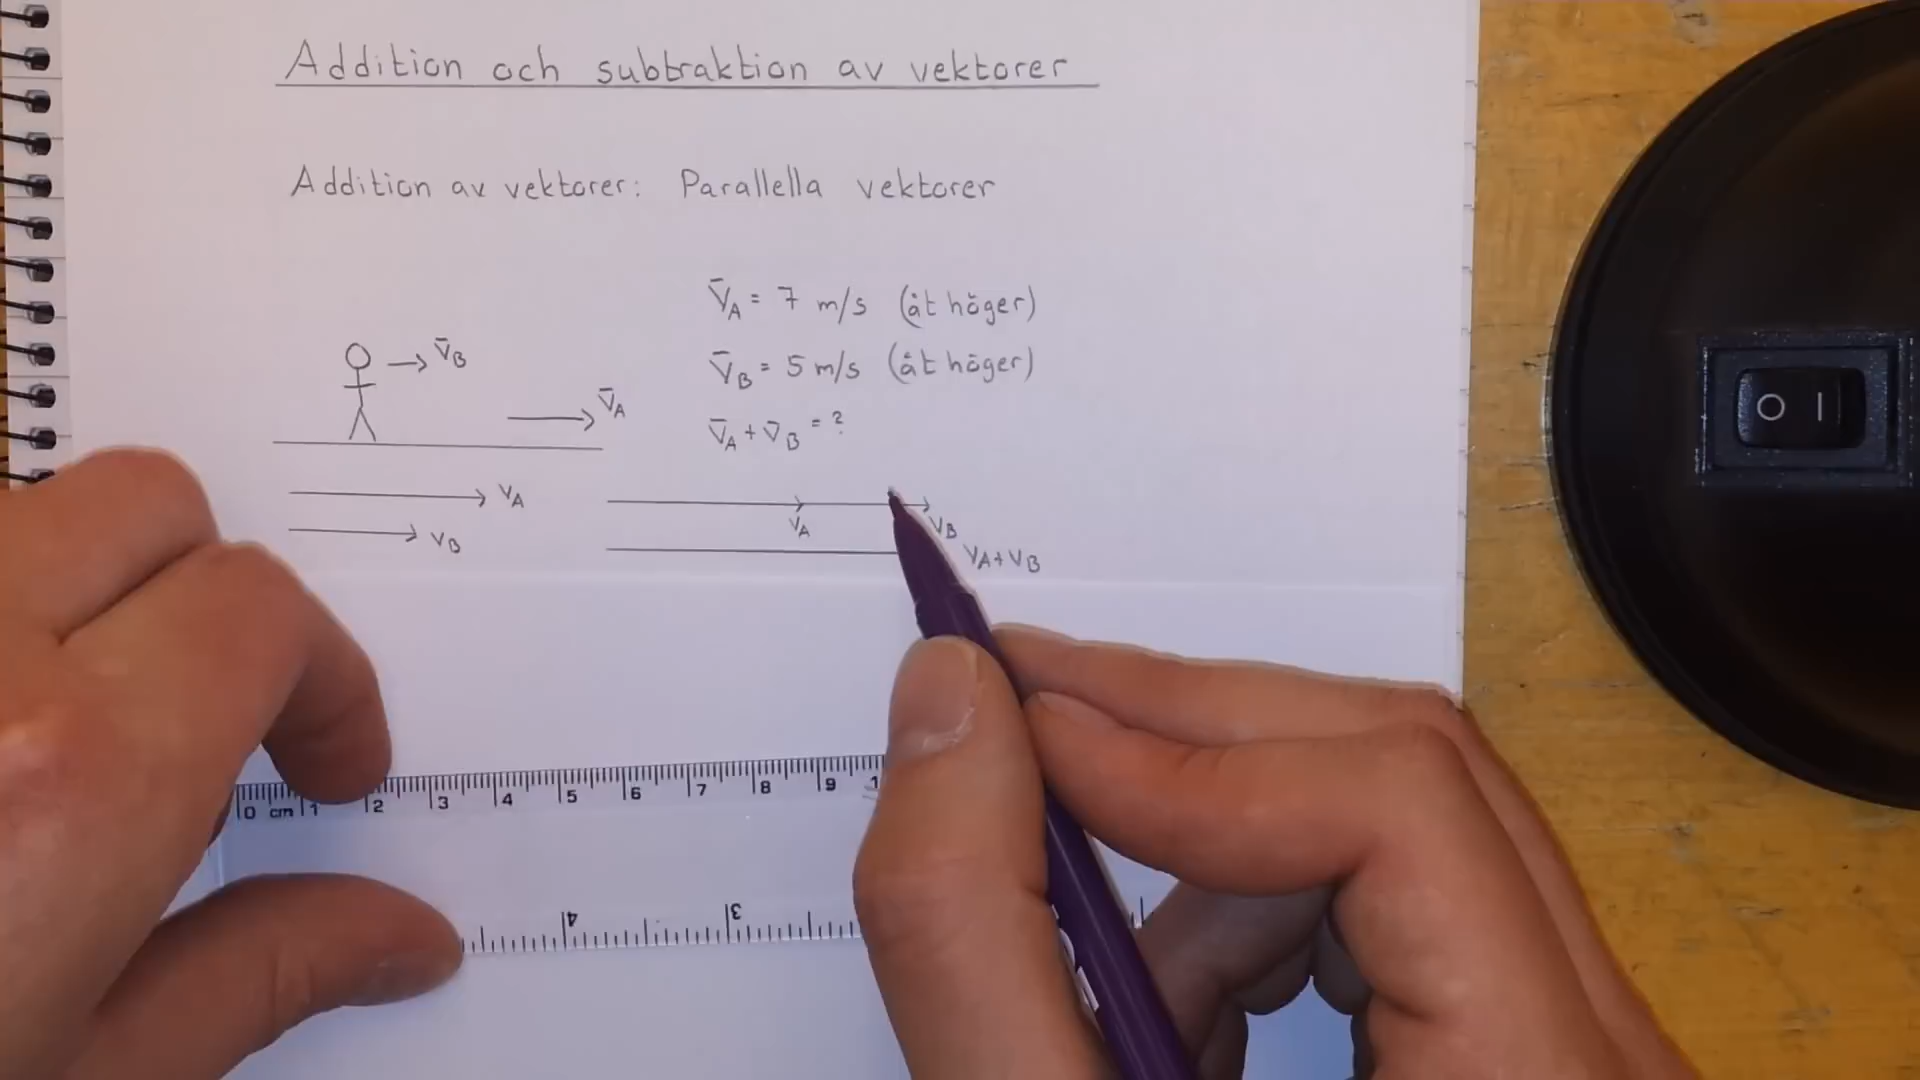 Addition och subtraktion av vektorer
Addition av vektorer: Parallella vektorer
V̄A = 7 m/s (åt höger)
V̄B = 5 m/s (åt höger)
V̄A + V̄B = ?
V̄B
V̄A
VA
VB
VA
VB
VA+VB
0 cm 1 2 3 4 5 6 7 8 9 1
4 3
O I